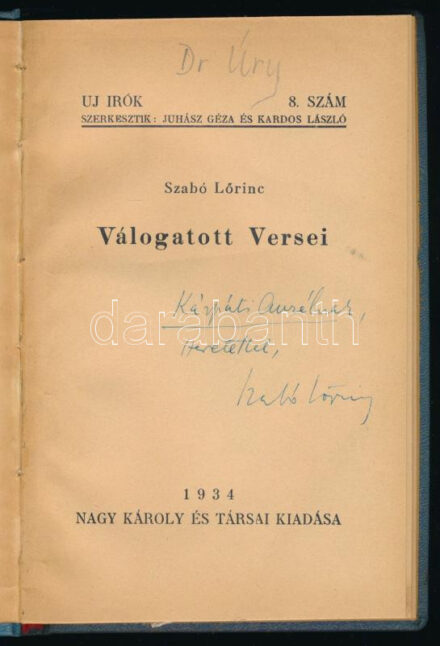 Dr Úry
UJ IRÓK 8. SZÁM
SZERKESZTIK: JUHÁSZ GÉZA ÉS KARDOS LÁSZLÓ
Szabó Lőrinc
Válogatott Versei
Kárpáti Aurélnak,
szeretettel,
Szabó Lőrinc
darabanth
1934
NAGY KÁROLY ÉS TÁRSAI KIADÁSA